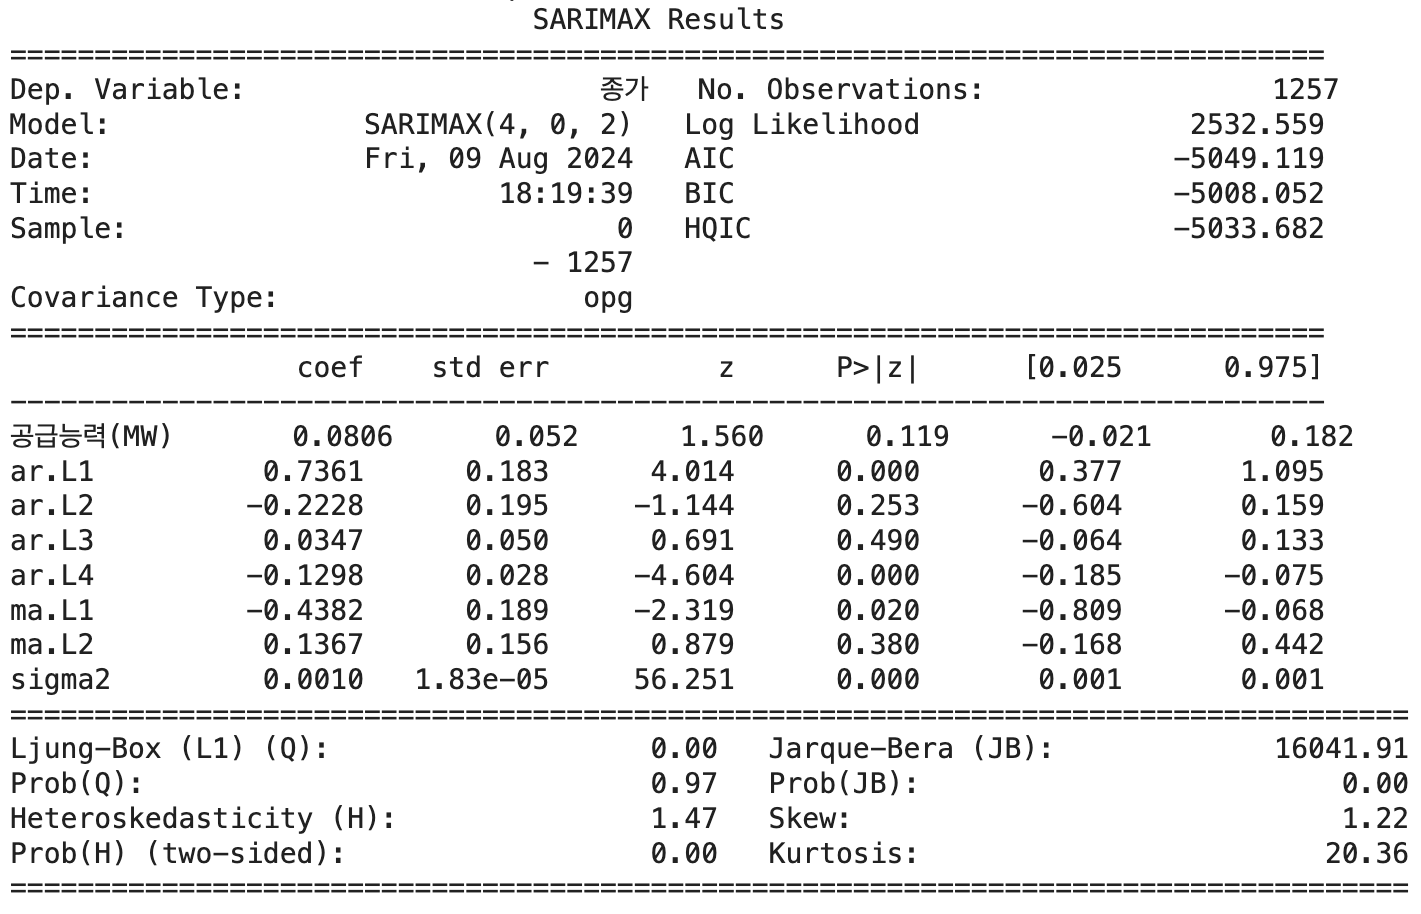 SARIMAX Results
==============================================================================
Dep. Variable:                     종가   No. Observations:                 1257
Model:               SARIMAX(4, 0, 2)   Log Likelihood                2532.559
Date:                Fri, 09 Aug 2024   AIC                          -5049.119
Time:                        18:19:39   BIC                          -5008.052
Sample:                             0   HQIC                         -5033.682
- 1257
Covariance Type:                  opg
==============================================================================
coef    std err          z      P>|z|      [0.025      0.975]
------------------------------------------------------------------------------
공급능력(MW)       0.0806      0.052      1.560      0.119      -0.021       0.182
ar.L1          0.7361      0.183      4.014      0.000       0.377       1.095
ar.L2         -0.2228      0.195     -1.144      0.253      -0.604       0.159
ar.L3          0.0347      0.050      0.691      0.490      -0.064       0.133
ar.L4         -0.1298      0.028     -4.604      0.000      -0.185      -0.075
ma.L1         -0.4382      0.189     -2.319      0.020      -0.809      -0.068
ma.L2          0.1367      0.156      0.879      0.380      -0.168       0.442
sigma2         0.0010   1.83e-05     56.251      0.000       0.001       0.001
===================================================================================
Ljung-Box (L1) (Q):                   0.00   Jarque-Bera (JB):             16041.91
Prob(Q):                              0.97   Prob(JB):                         0.00
Heteroskedasticity (H):               1.47   Skew:                             1.22
Prob(H) (two-sided):                  0.00   Kurtosis:                        20.36
===================================================================================